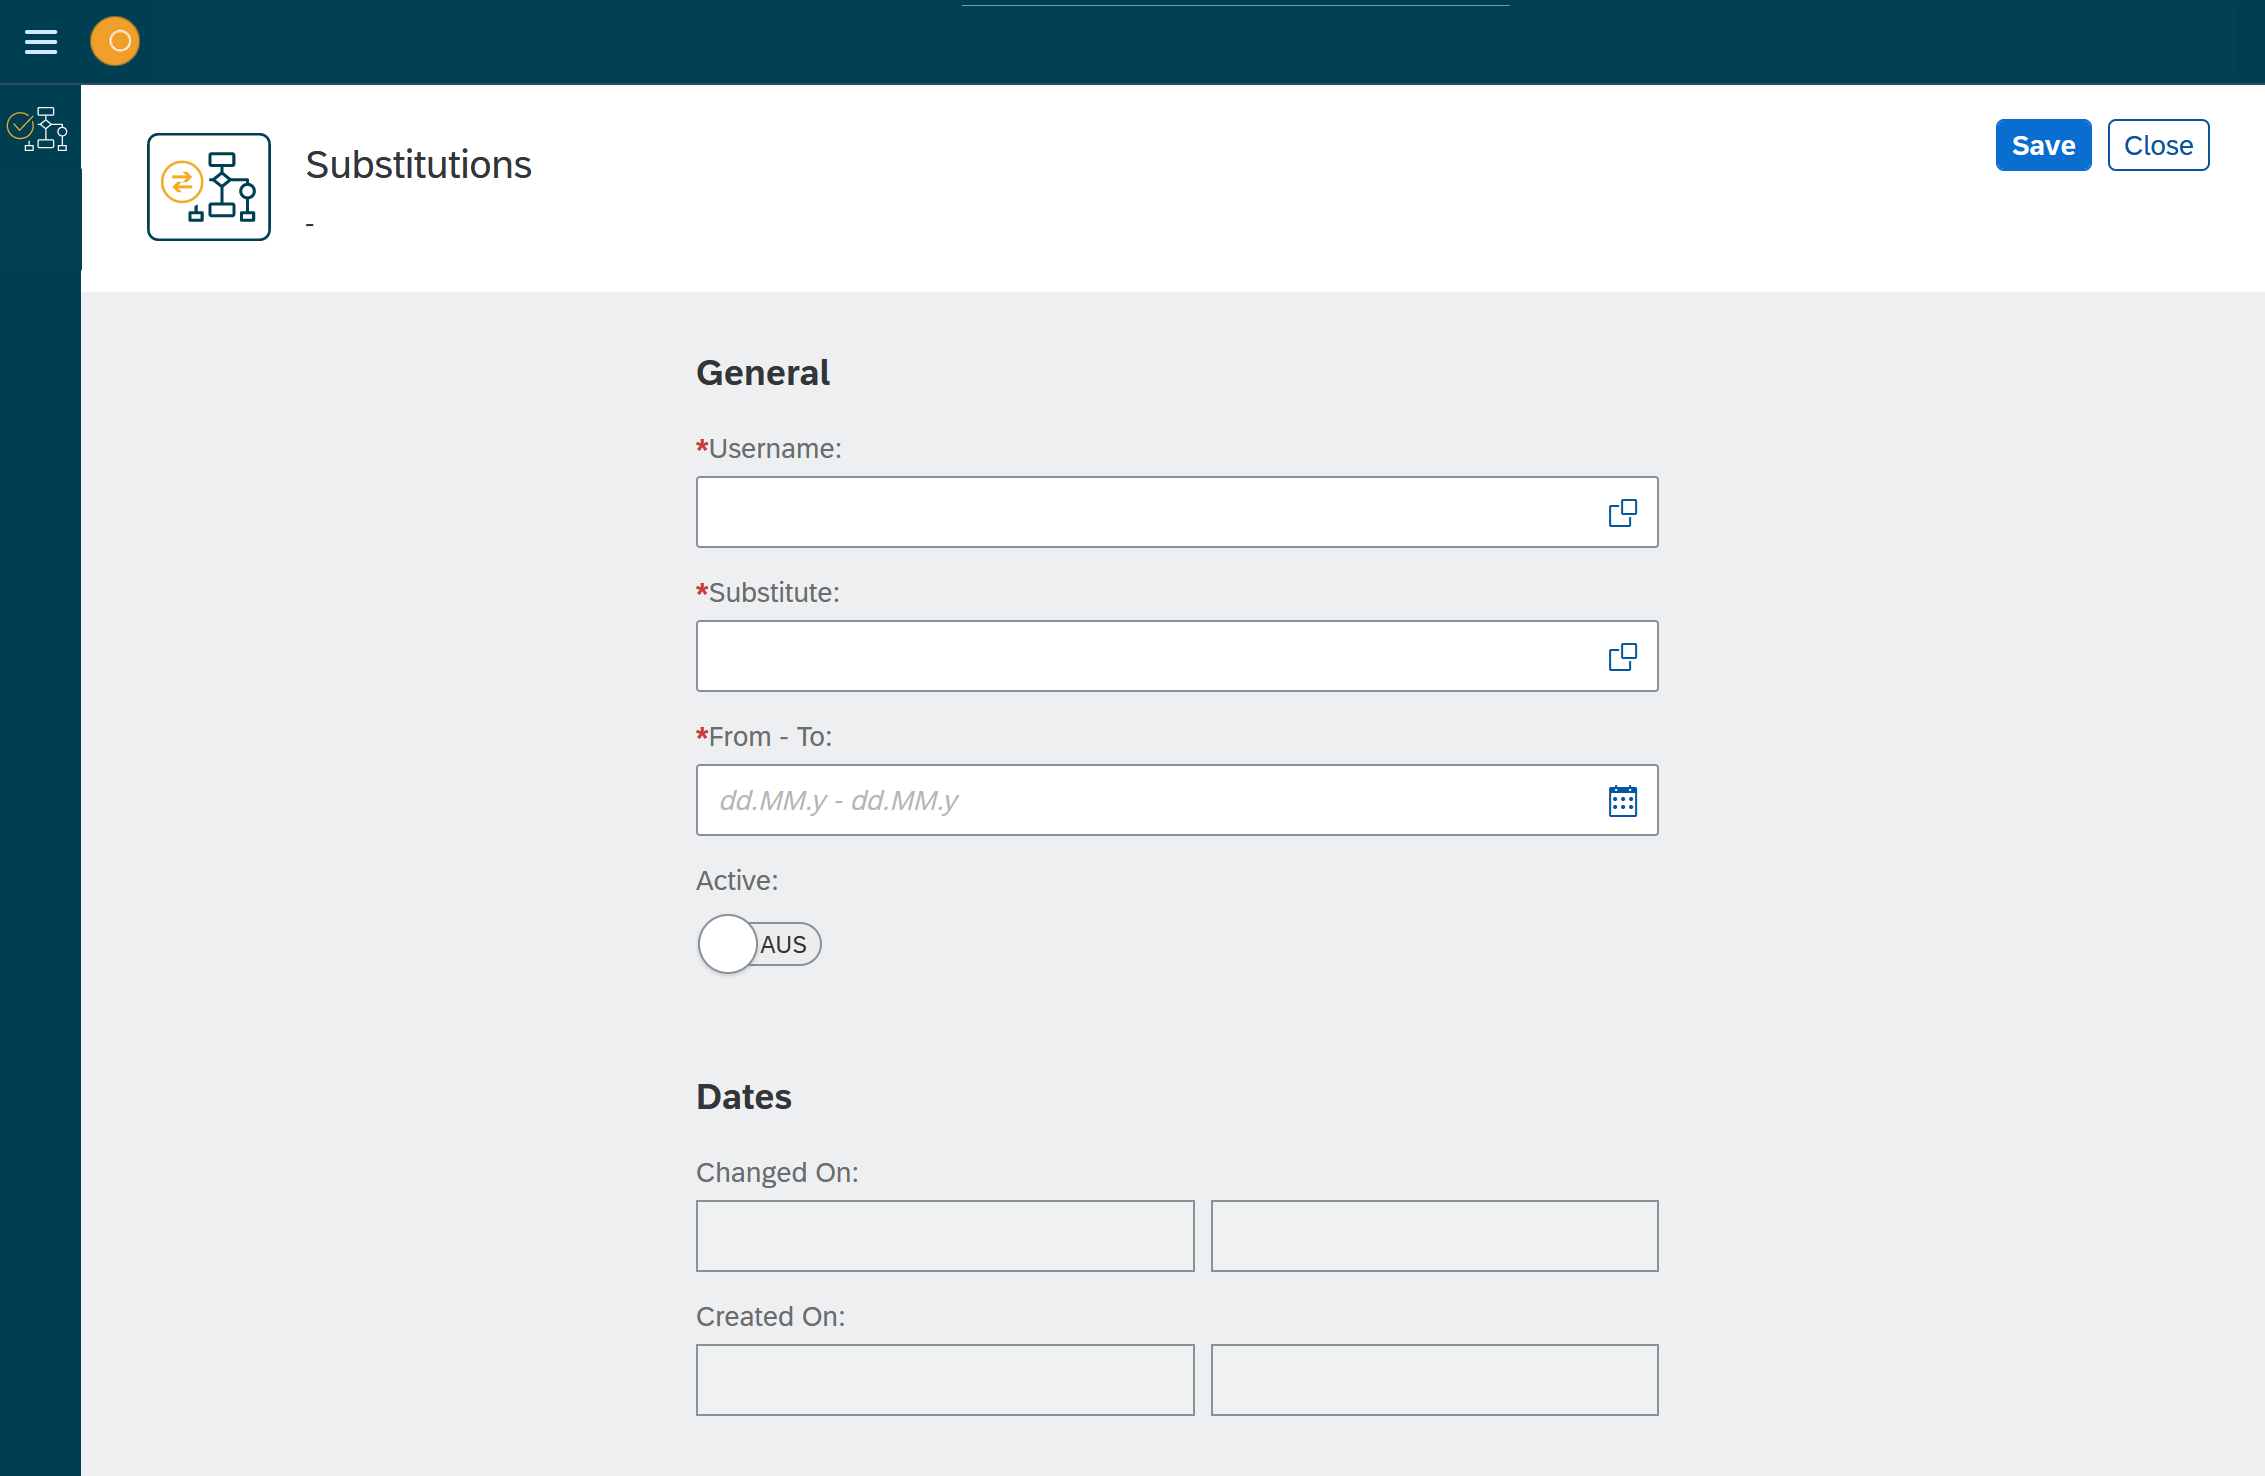 Save Close
Substitutions
-
General
*Username:
*Substitute:
*From - To:
dd.MM.y - dd.MM.y
Active:
AUS
Dates
Changed On:
Created On: